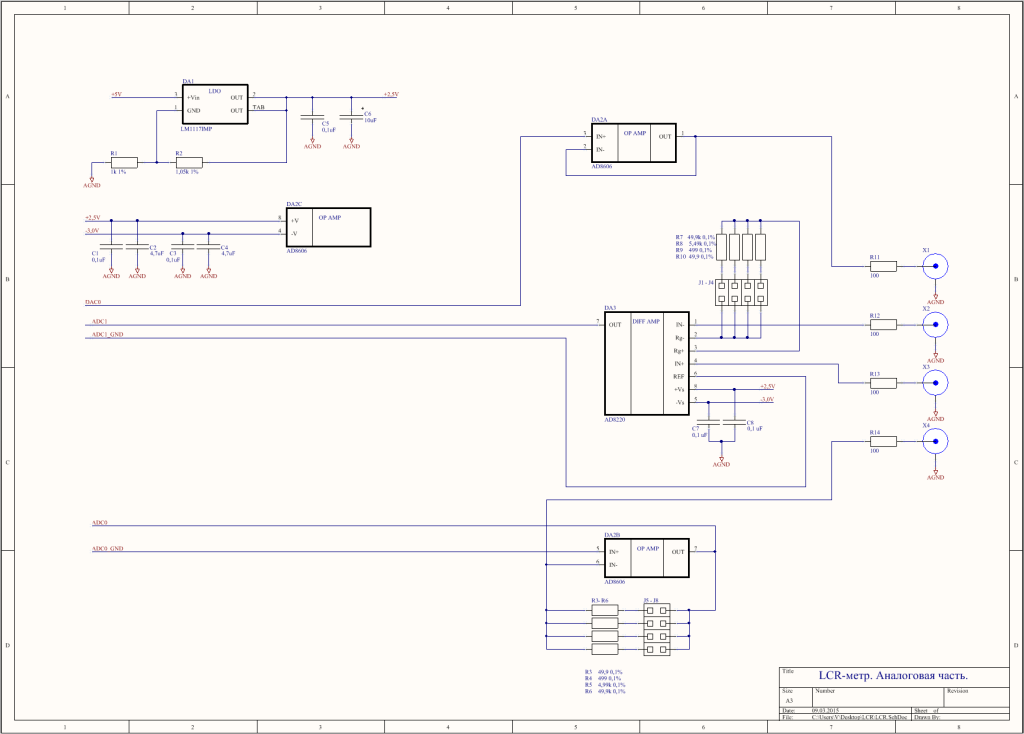 1 2 3 4 5 6 7 8
A A
B B
C C
D D
DA1
LDO
+5V 3 +Vin OUT 2 +2,5V
1 GND OUT TAB
LM1117IMP
C5
0,1uF
+
C6
10uF
AGND AGND
R1 R2
1k 1% 1,05k 1%
AGND
DA2A
3 IN+ OP AMP OUT 1
2 IN-
AD8606
DA2C
+2,5V 8 +V OP AMP
-3,0V 4 -V
AD8606
C1
0,1uF
C2
4,7uF
C3
0,1uF
C4
4,7uF
AGND AGND AGND AGND
R7 49,9k 0,1%
R8 5,49k 0,1%
R9 499 0,1%
R10 49,9 0,1%
J1 - J4
DAC0
ADC1
ADC1_GND
DA3
7 OUT DIFF AMP IN- 1
Rg- 2
Rg+ 3
IN+ 4
REF 6
+Vs 8 +2,5V
-Vs 5 -3,0V
AD8220
C7
0,1 uF
C8
0,1 uF
AGND
R11
100
X1
AGND
R12
100
X2
AGND
R13
100
X3
AGND
R14
100
X4
AGND
ADC0
ADC0_GND
DA2B
5 IN+ OP AMP OUT 7
6 IN-
AD8606
R3- R6 J5 - J8
R3 49,9 0,1%
R4 499 0,1%
R5 4,99k 0,1%
R6 49,9k 0,1%
Title
LCR-метр. Аналоговая часть.
Size Number Revision
A3
Date: 09.03.2015 Sheet of
File: C:\Users\V\Desktop\LCR\LCR.SchDoc Drawn By:
1 2 3 4 5 6 7 8